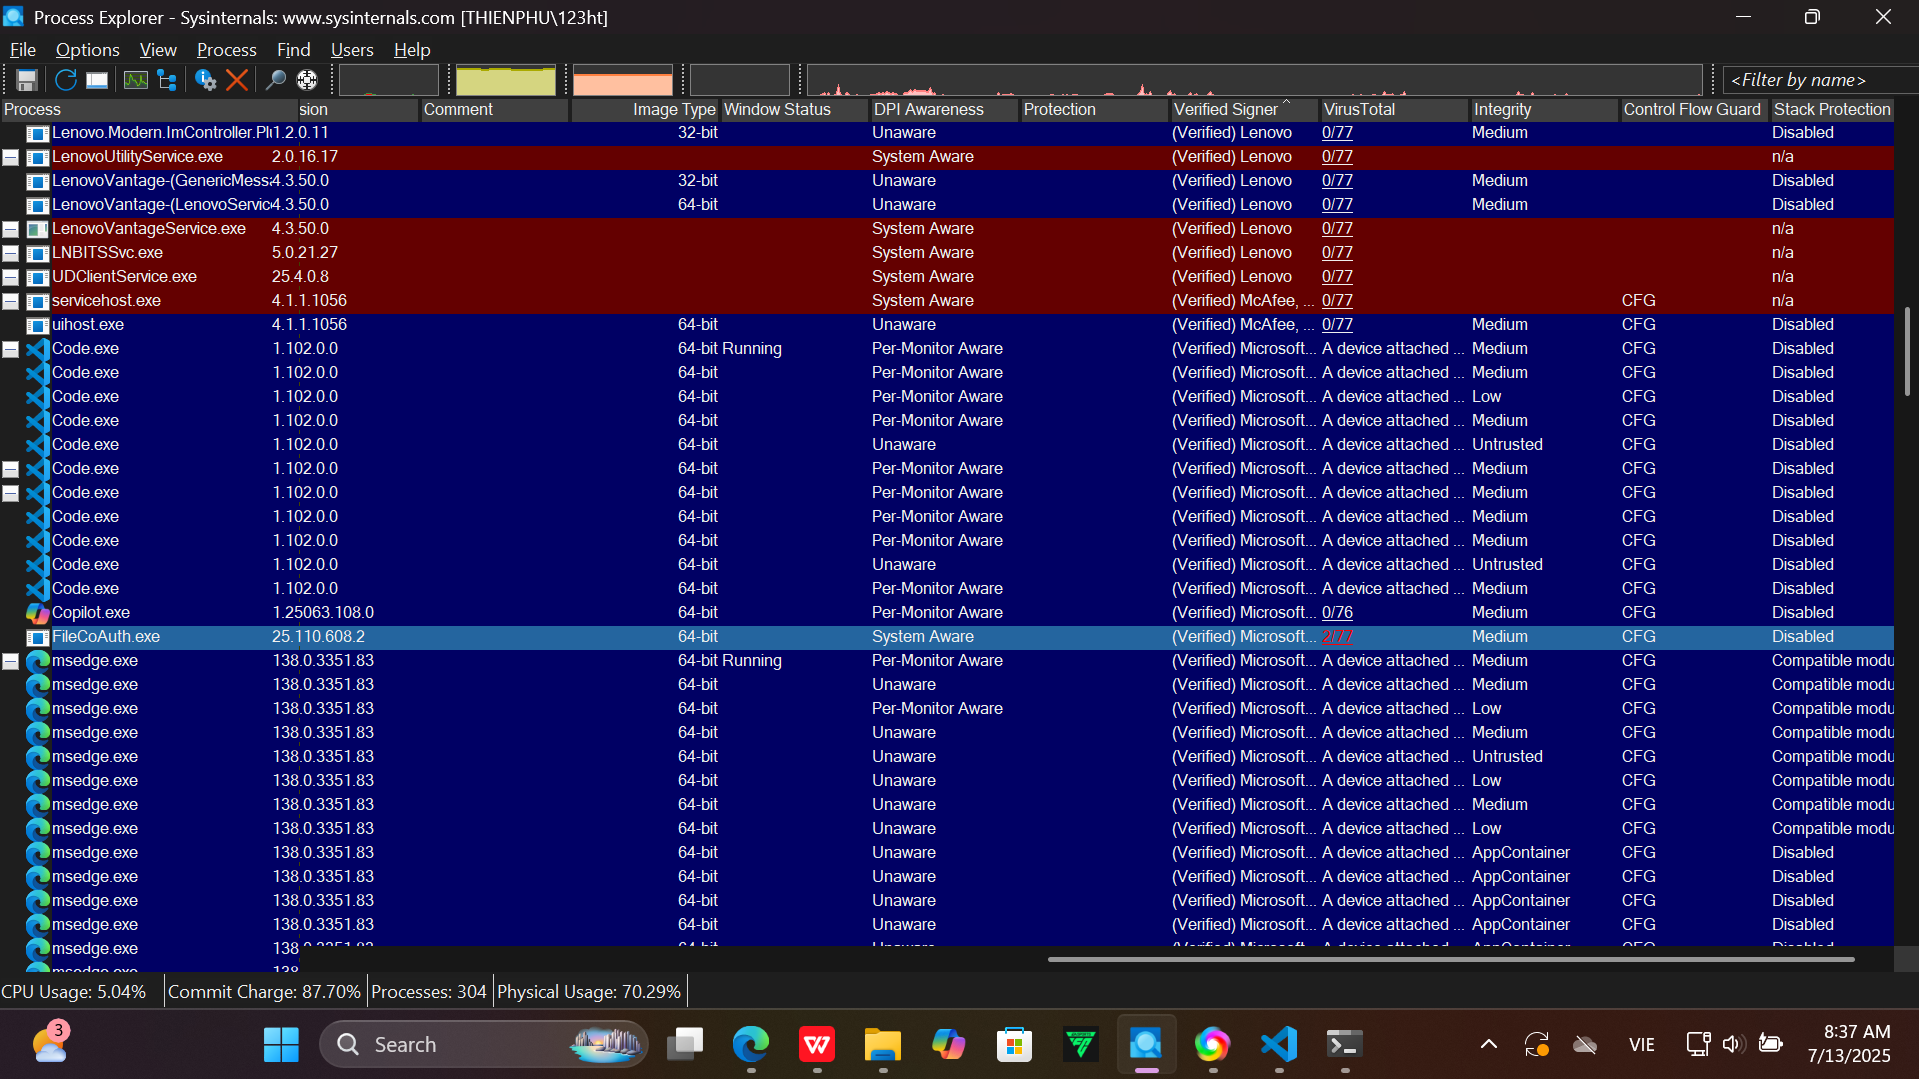 Process Explorer - Sysinternals: www.sysinternals.com [THIENPHU\123ht]
File Options View Process Find Users Help
<Filter by name>
Process sion Comment Image Type Window Status DPI Awareness Protection Verified Signer VirusTotal Integrity Control Flow Guard Stack Protection
Lenovo.Modern.ImController.Pl 1.2.0.11 32-bit Unaware (Verified) Lenovo 0/77 Medium Disabled
LenovoUtilityService.exe 2.0.16.17 System Aware (Verified) Lenovo 0/77 n/a
LenovoVantage-(GenericMessa 4.3.50.0 32-bit Unaware (Verified) Lenovo 0/77 Medium Disabled
LenovoVantage-(LenovoServic 4.3.50.0 64-bit Unaware (Verified) Lenovo 0/77 Medium Disabled
LenovoVantageService.exe 4.3.50.0 System Aware (Verified) Lenovo 0/77 n/a
LNBITSSvc.exe 5.0.21.27 System Aware (Verified) Lenovo 0/77 n/a
UDClientService.exe 25.4.0.8 System Aware (Verified) Lenovo 0/77 n/a
servicehost.exe 4.1.1.1056 System Aware (Verified) McAfee, ... 0/77 CFG n/a
uihost.exe 4.1.1.1056 64-bit Unaware (Verified) McAfee, ... 0/77 Medium CFG Disabled
Code.exe 1.102.0.0 64-bit Running Per-Monitor Aware (Verified) Microsoft... A device attached ... Medium CFG Disabled
Code.exe 1.102.0.0 64-bit Per-Monitor Aware (Verified) Microsoft... A device attached ... Medium CFG Disabled
Code.exe 1.102.0.0 64-bit Per-Monitor Aware (Verified) Microsoft... A device attached ... Low CFG Disabled
Code.exe 1.102.0.0 64-bit Per-Monitor Aware (Verified) Microsoft... A device attached ... Medium CFG Disabled
Code.exe 1.102.0.0 64-bit Unaware (Verified) Microsoft... A device attached ... Untrusted CFG Disabled
Code.exe 1.102.0.0 64-bit Per-Monitor Aware (Verified) Microsoft... A device attached ... Medium CFG Disabled
Code.exe 1.102.0.0 64-bit Per-Monitor Aware (Verified) Microsoft... A device attached ... Medium CFG Disabled
Code.exe 1.102.0.0 64-bit Per-Monitor Aware (Verified) Microsoft... A device attached ... Medium CFG Disabled
Code.exe 1.102.0.0 64-bit Per-Monitor Aware (Verified) Microsoft... A device attached ... Medium CFG Disabled
Code.exe 1.102.0.0 64-bit Unaware (Verified) Microsoft... A device attached ... Untrusted CFG Disabled
Code.exe 1.102.0.0 64-bit Per-Monitor Aware (Verified) Microsoft... A device attached ... Medium CFG Disabled
Copilot.exe 1.25063.108.0 64-bit Per-Monitor Aware (Verified) Microsoft... 0/76 Medium CFG Disabled
FileCoAuth.exe 25.110.608.2 64-bit System Aware (Verified) Microsoft... 2/77 Medium CFG Disabled
msedge.exe 138.0.3351.83 64-bit Running Per-Monitor Aware (Verified) Microsoft... A device attached ... Medium CFG Compatible modu
msedge.exe 138.0.3351.83 64-bit Unaware (Verified) Microsoft... A device attached ... Medium CFG Compatible modu
msedge.exe 138.0.3351.83 64-bit Per-Monitor Aware (Verified) Microsoft... A device attached ... Low CFG Compatible modu
msedge.exe 138.0.3351.83 64-bit Unaware (Verified) Microsoft... A device attached ... Medium CFG Compatible modu
msedge.exe 138.0.3351.83 64-bit Unaware (Verified) Microsoft... A device attached ... Untrusted CFG Compatible modu
msedge.exe 138.0.3351.83 64-bit Unaware (Verified) Microsoft... A device attached ... Low CFG Compatible modu
msedge.exe 138.0.3351.83 64-bit Unaware (Verified) Microsoft... A device attached ... Medium CFG Compatible modu
msedge.exe 138.0.3351.83 64-bit Unaware (Verified) Microsoft... A device attached ... Low CFG Compatible modu
msedge.exe 138.0.3351.83 64-bit Unaware (Verified) Microsoft... A device attached ... AppContainer CFG Disabled
msedge.exe 138.0.3351.83 64-bit Unaware (Verified) Microsoft... A device attached ... AppContainer CFG Disabled
msedge.exe 138.0.3351.83 64-bit Unaware (Verified) Microsoft... A device attached ... AppContainer CFG Disabled
msedge.exe 138.0.3351.83 64-bit Unaware (Verified) Microsoft... A device attached ... AppContainer CFG Disabled
msedge.exe 138
CPU Usage: 5.04% Commit Charge: 87.70% Processes: 304 Physical Usage: 70.29%
3 Search VIE 8:37 AM
7/13/2025